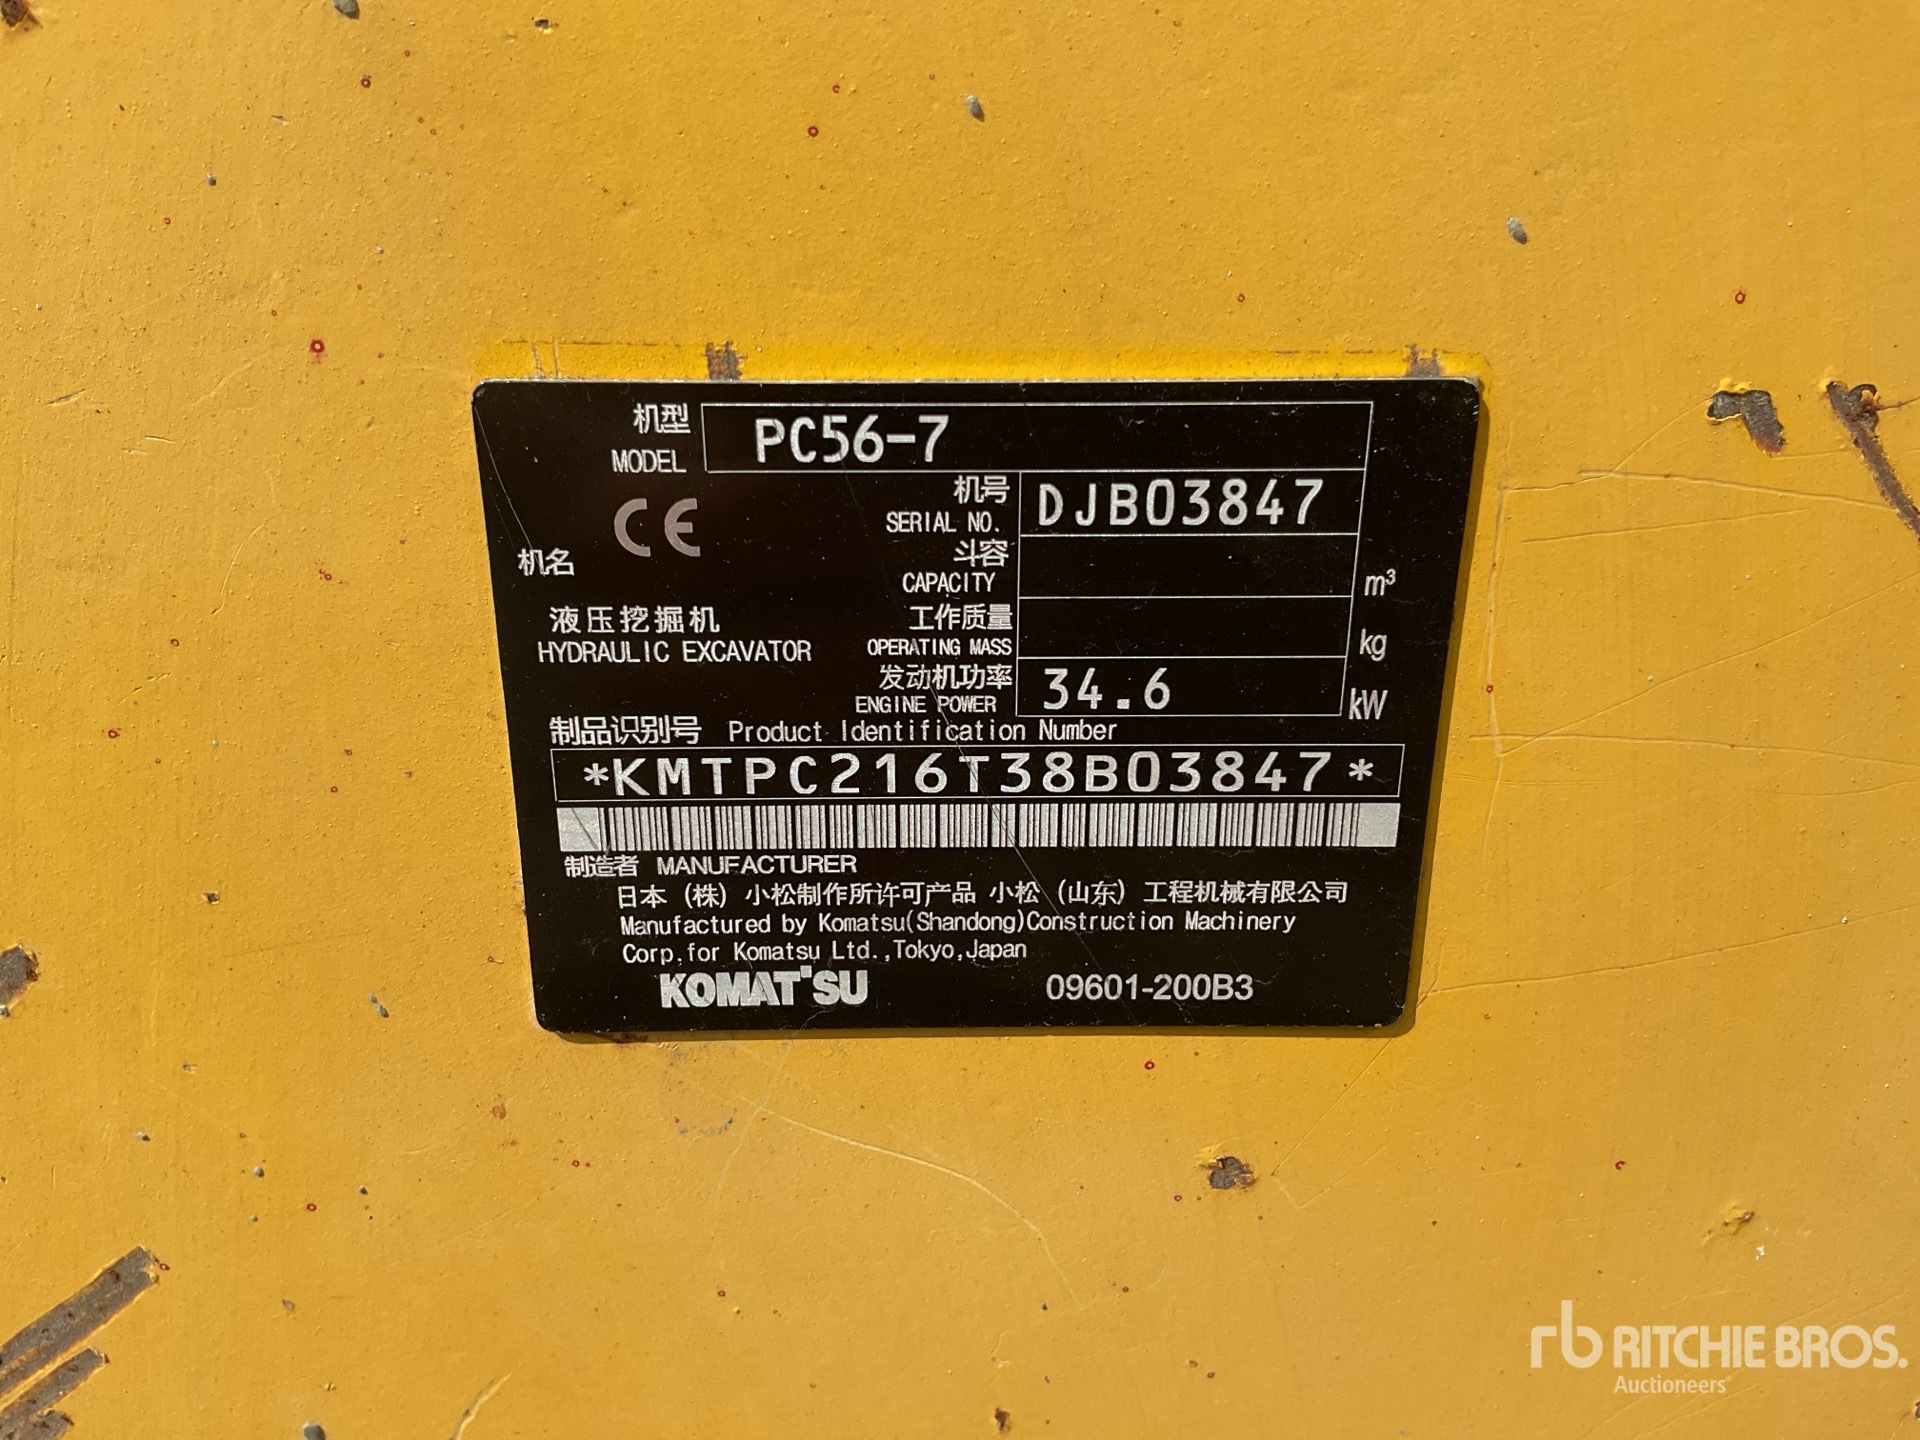 机型
MODEL
PC56-7
CE
机号
SERIAL NO.
DJB03847
机名
斗容
CAPACITY
m³
液压挖掘机
HYDRAULIC EXCAVATOR
工作质量
OPERATING MASS
kg
发动机功率
ENGINE POWER
34.6
kW
制品识别号 Product Identification Number
*KMTPC216T38B03847*
制造者 MANUFACTURER
日本（株）小松制作所许可产品 小松（山东）工程机械有限公司
Manufactured by Komatsu(Shandong)Construction Machinery
Corp.for Komatsu Ltd.,Tokyo,Japan
KOMATSU 09601-200B3
rb RITCHIE BROS.
Auctioneers